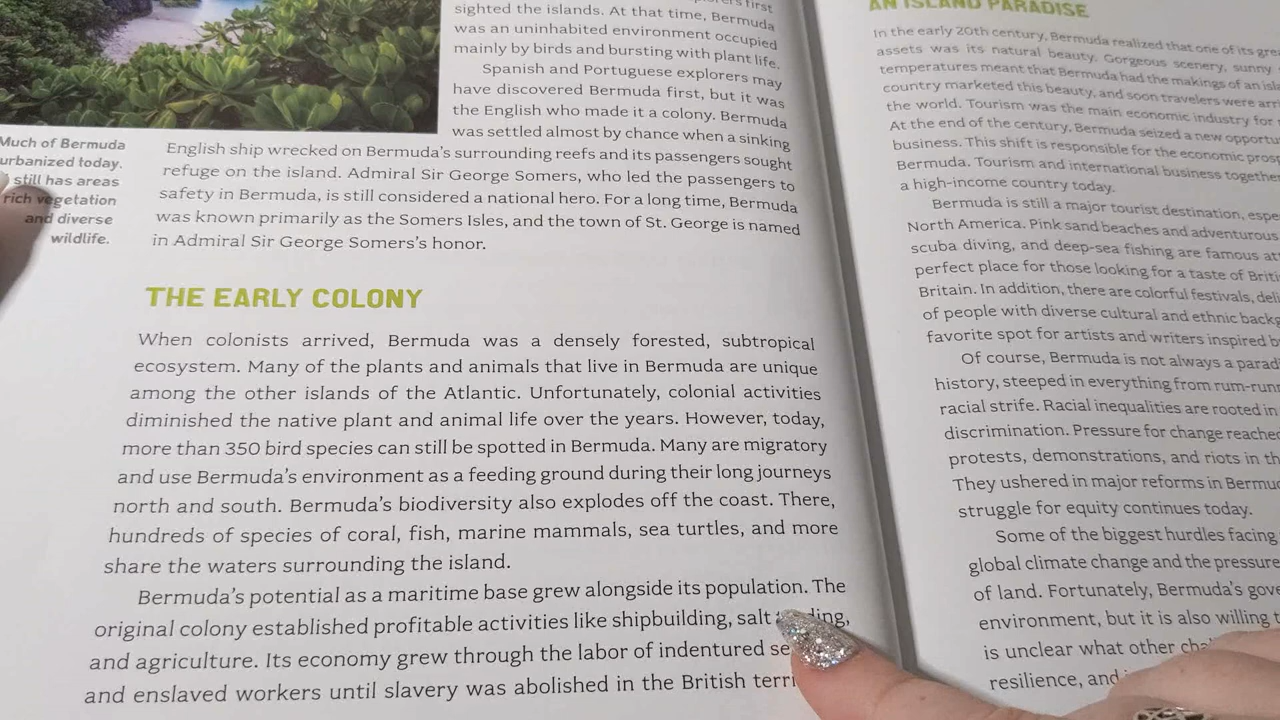 sighted the islands. At that time, Bermuda
was an uninhabited environment occupied
mainly by birds and bursting with plant life.
Spanish and Portuguese explorers may
have discovered Bermuda first, but it was
the English who made it a colony. Bermuda
was settled almost by chance when a sinking
English ship wrecked on Bermuda's surrounding reefs and its passengers sought
refuge on the island. Admiral Sir George Somers, who led the passengers to
safety in Bermuda, is still considered a national hero. For a long time, Bermuda
was known primarily as the Somers Isles, and the town of St. George is named
in Admiral Sir George Somers's honor.
Much of Bermuda
urbanized today.
still has areas
rich vegetation
and diverse
wildlife.
THE EARLY COLONY
When colonists arrived, Bermuda was a densely forested, subtropical
ecosystem. Many of the plants and animals that live in Bermuda are unique
among the other islands of the Atlantic. Unfortunately, colonial activities
diminished the native plant and animal life over the years. However, today,
more than 350 bird species can still be spotted in Bermuda. Many are migratory
and use Bermuda's environment as a feeding ground during their long journeys
north and south. Bermuda's biodiversity also explodes off the coast. There,
hundreds of species of coral, fish, marine mammals, sea turtles, and more
share the waters surrounding the island.
Bermuda's potential as a maritime base grew alongside its population. The
original colony established profitable activities like shipbuilding, salt
and agriculture. Its economy grew through the labor of indentured
and enslaved workers until slavery was abolished in the British
AN ISLAND PARADISE
In the early 20th century, Bermuda realized that one of its
assets was its natural beauty. Gorgeous scenery, sunny
temperatures meant that Bermuda had the makings of an
country marketed this beauty, and soon travelers were
the world. Tourism was the main economic industry for
At the end of the century, Bermuda seized a new
business. This shift is responsible for the economic
Bermuda. Tourism and international business
a high-income country today.
Bermuda is still a major tourist destination,
North America. Pink sand beaches and adventurous
scuba diving, and deep-sea fishing are famous
perfect place for those looking for a taste of
Britain. In addition, there are colorful festivals,
of people with diverse cultural and ethnic
favorite spot for artists and writers inspired
Of course, Bermuda is not always a
history, steeped in everything from
racial strife. Racial inequalities are rooted in
discrimination. Pressure for change
protests, demonstrations, and riots in
They ushered in major reforms in
struggle for equity continues today.
Some of the biggest hurdles facing
global climate change and the pressure
of land. Fortunately, Bermuda's
environment, but it is also willing
is unclear what other
resilience, and